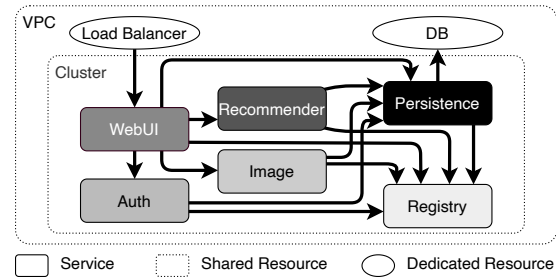 VPC
Load Balancer
DB
Cluster
Recommender
Persistence
WebUI
Image
Auth
Registry
Service
Shared Resource
Dedicated Resource